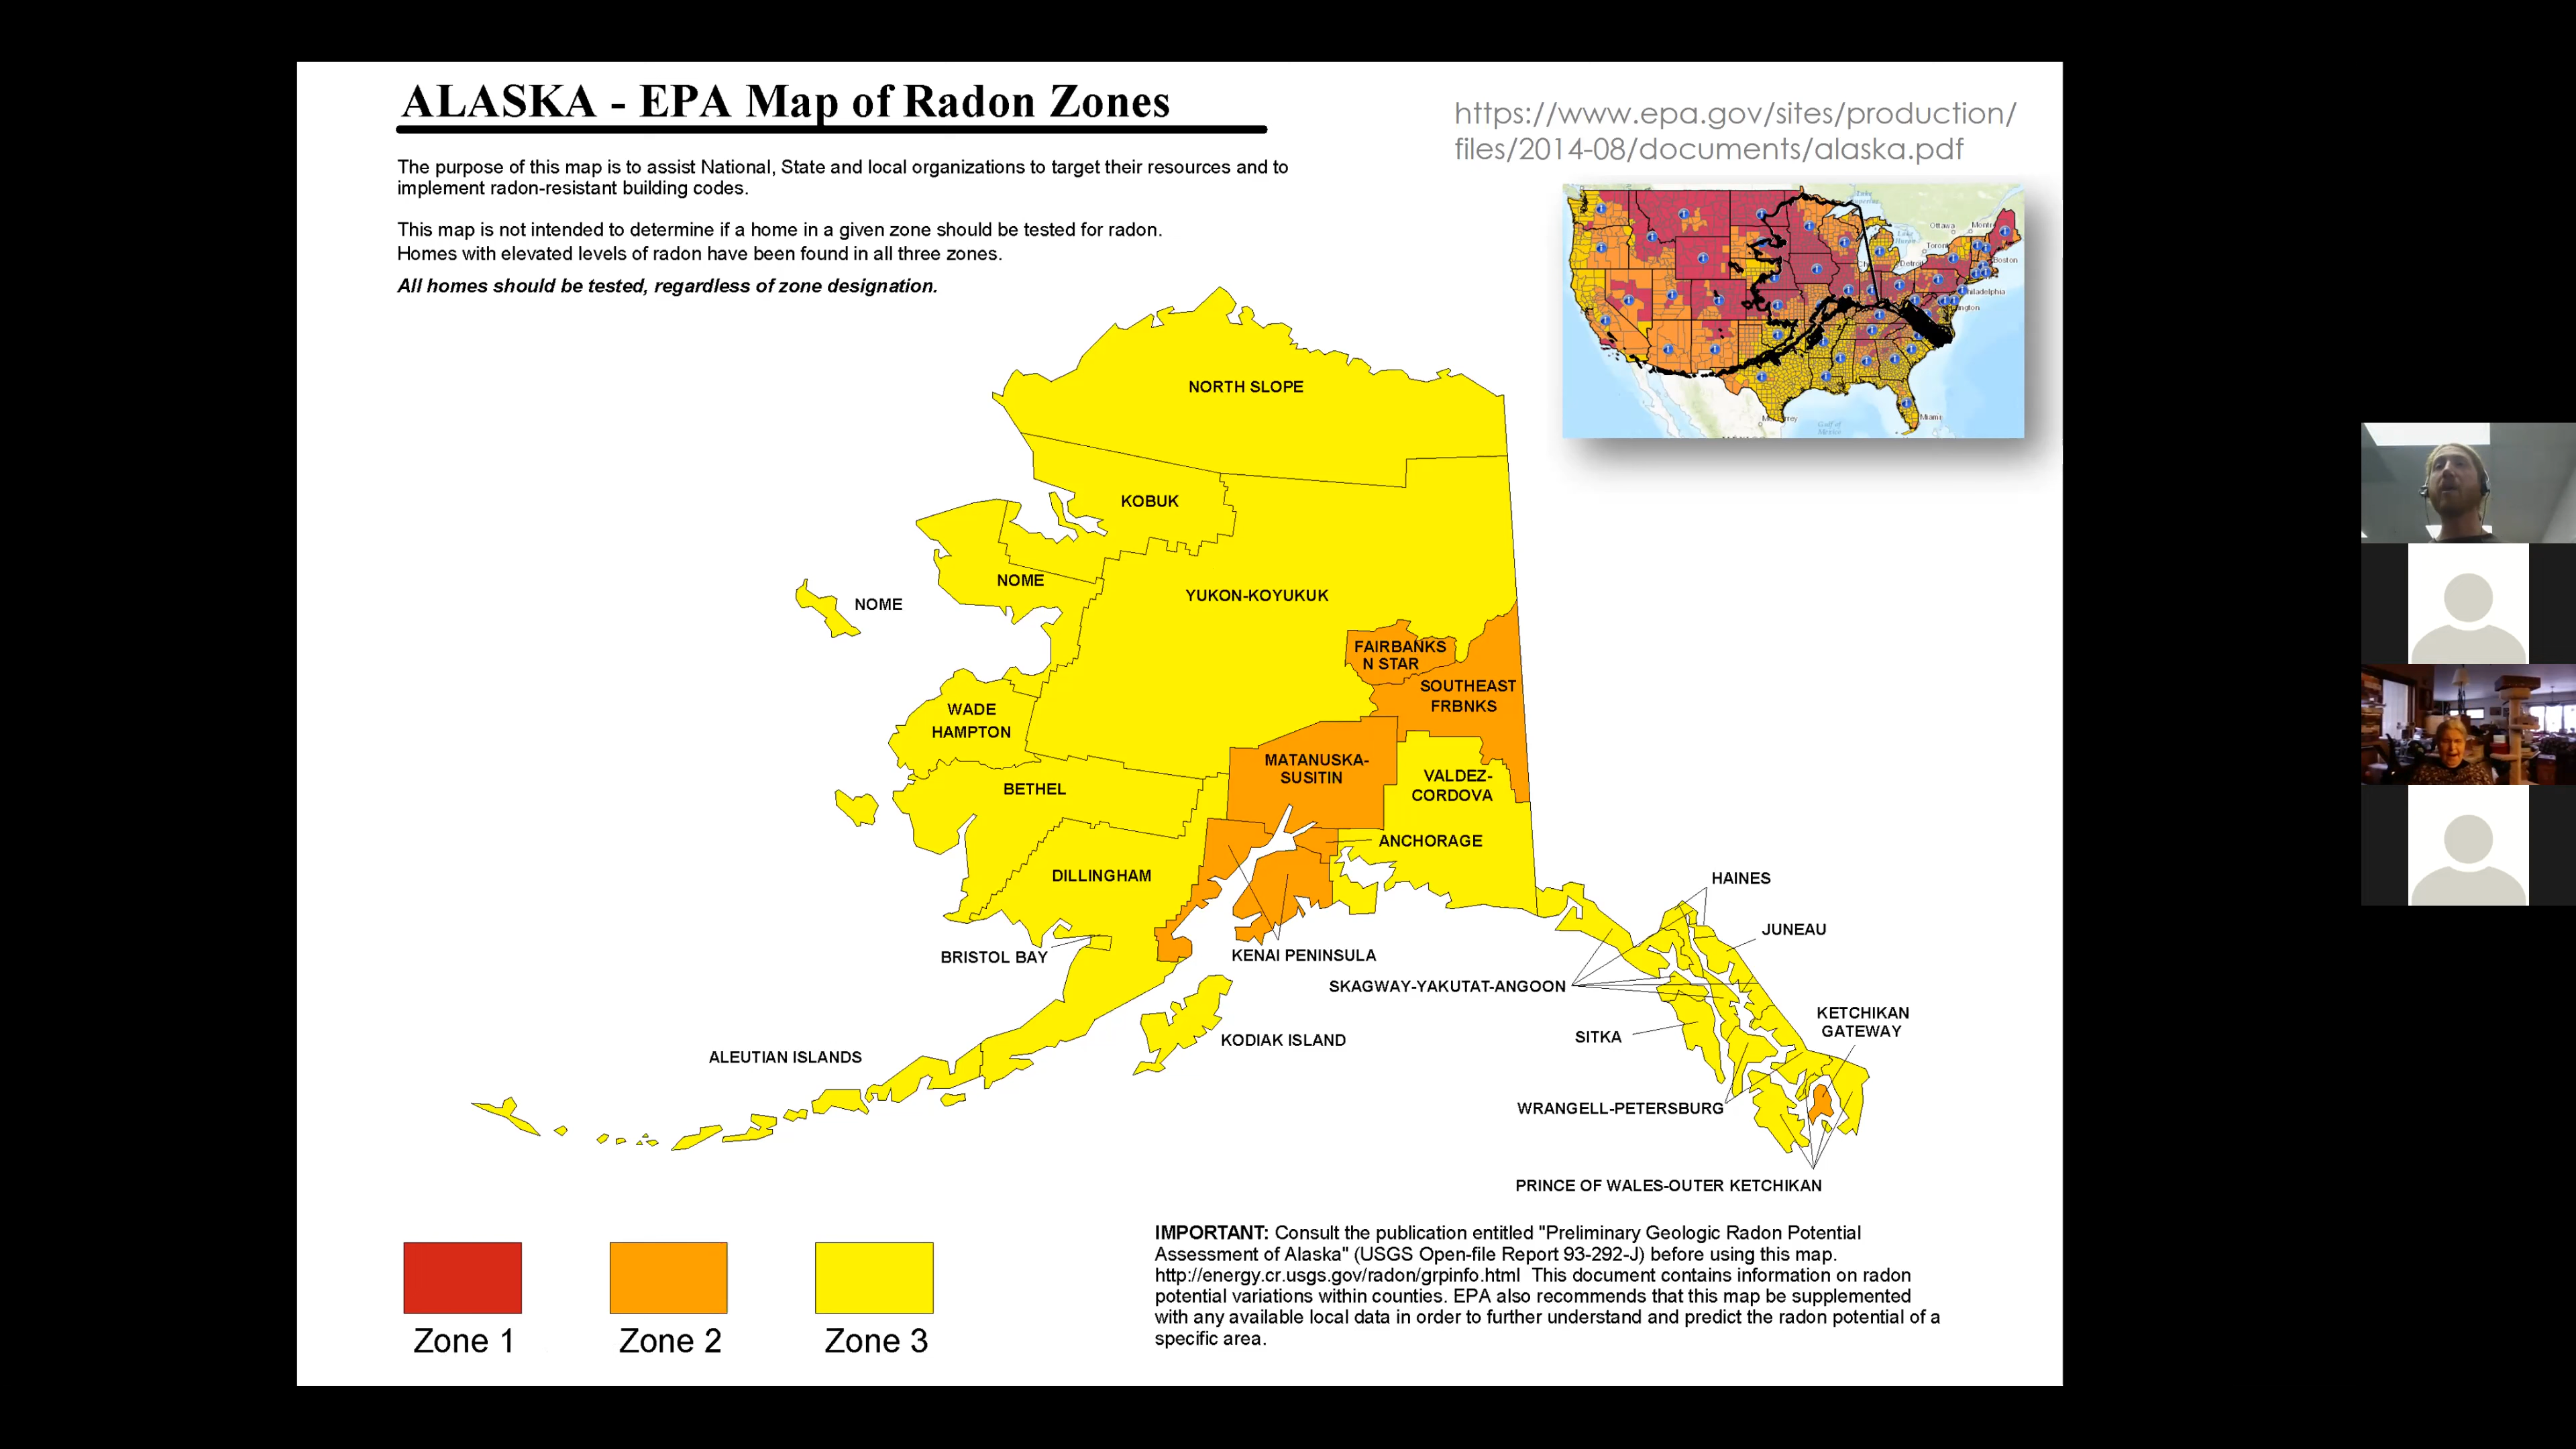 ALASKA - EPA Map of Radon Zones
https://www.epa.gov/sites/production/
files/2014-08/documents/alaska.pdf
The purpose of this map is to assist National, State and local organizations to target their resources and to
implement radon-resistant building codes.
This map is not intended to determine if a home in a given zone should be tested for radon.
Homes with elevated levels of radon have been found in all three zones.
All homes should be tested, regardless of zone designation.
Ottawa
Toronto
Boston
Detroit
Miami
Gulf of
Mexico
NORTH SLOPE
KOBUK
NOME
NOME
YUKON-KOYUKUK
FAIRBANKS
N STAR
SOUTHEAST
FRBNKS
WADE
HAMPTON
MATANUSKA-
SUSITIN
VALDEZ-
CORDOVA
BETHEL
ANCHORAGE
DILLINGHAM
HAINES
JUNEAU
BRISTOL BAY
KENAI PENINSULA
SKAGWAY-YAKUTAT-ANGOON
KETCHIKAN
GATEWAY
SITKA
KODIAK ISLAND
ALEUTIAN ISLANDS
WRANGELL-PETERSBURG
PRINCE OF WALES-OUTER KETCHIKAN
Zone 1
Zone 2
Zone 3
IMPORTANT: Consult the publication entitled "Preliminary Geologic Radon Potential
Assessment of Alaska" (USGS Open-file Report 93-292-J) before using this map.
http://energy.cr.usgs.gov/radon/grpinfo.html This document contains information on radon
potential variations within counties. EPA also recommends that this map be supplemented
with any available local data in order to further understand and predict the radon potential of a
specific area.